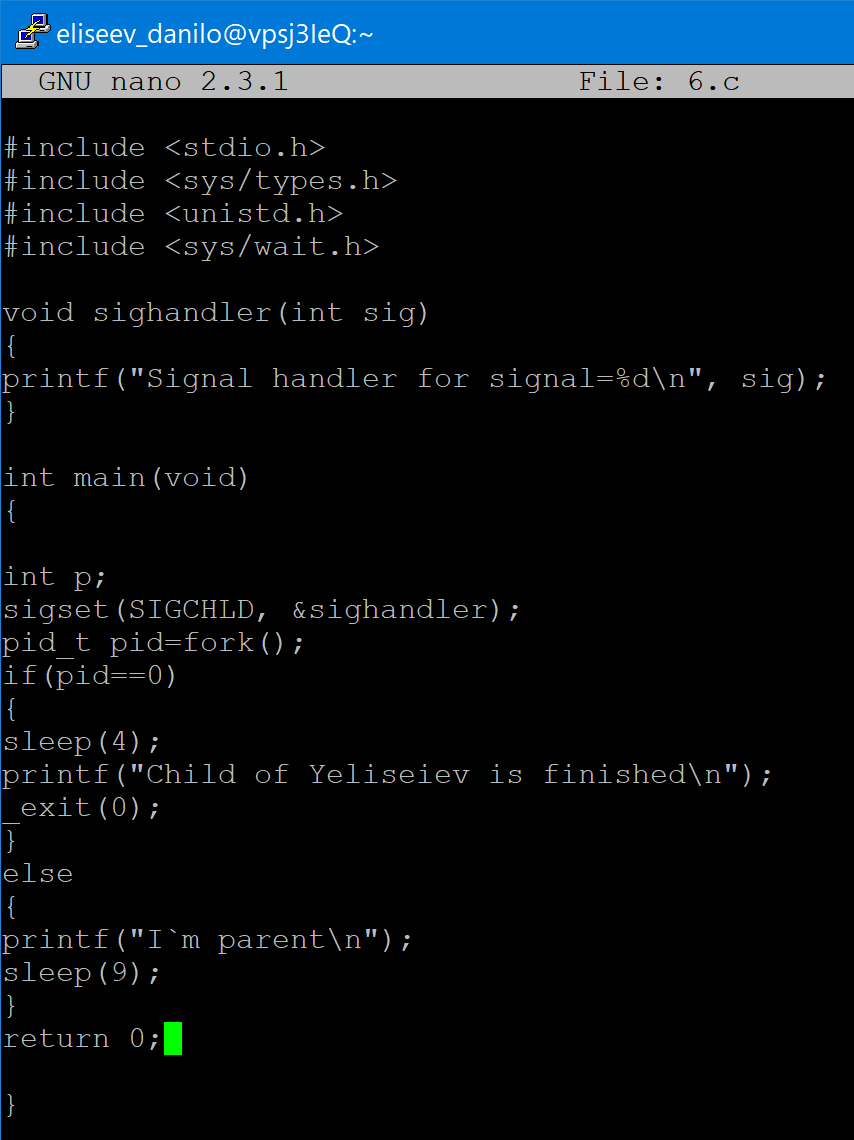 eliseev_danilo@vpsj3IeQ:~
GNU nano 2.3.1 File: 6.c
#include <stdio.h>
#include <sys/types.h>
#include <unistd.h>
#include <sys/wait.h>
void sighandler(int sig)
{
printf("Signal handler for signal=%d\n", sig);
}
int main(void)
{
int p;
sigset(SIGCHLD, &sighandler);
pid_t pid=fork();
if(pid==0)
{
sleep(4);
printf("Child of Yeliseiev is finished\n");
_exit(0);
}
else
{
printf("I`m parent\n");
sleep(9);
}
return 0;
}